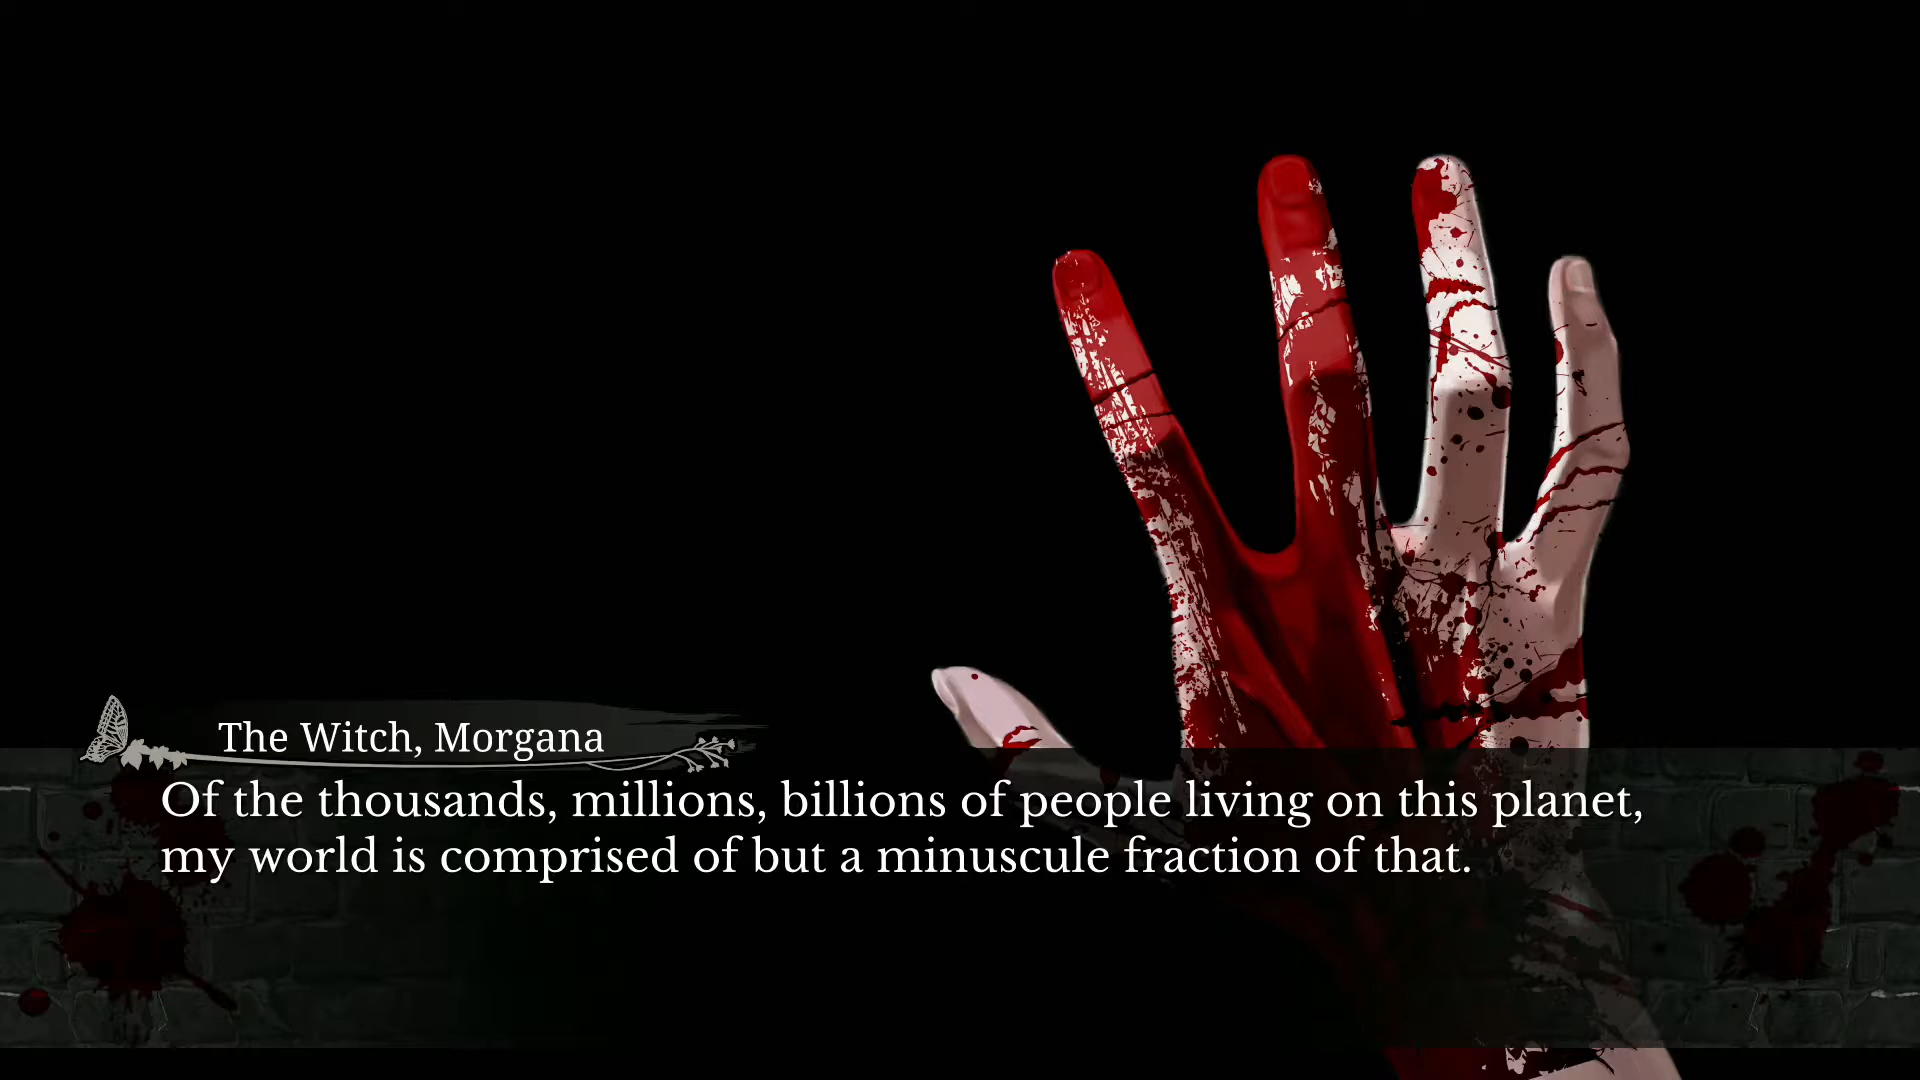 The Witch, Morgana
Of the thousands, millions, billions of people living on this planet,
my world is comprised of but a minuscule fraction of that.